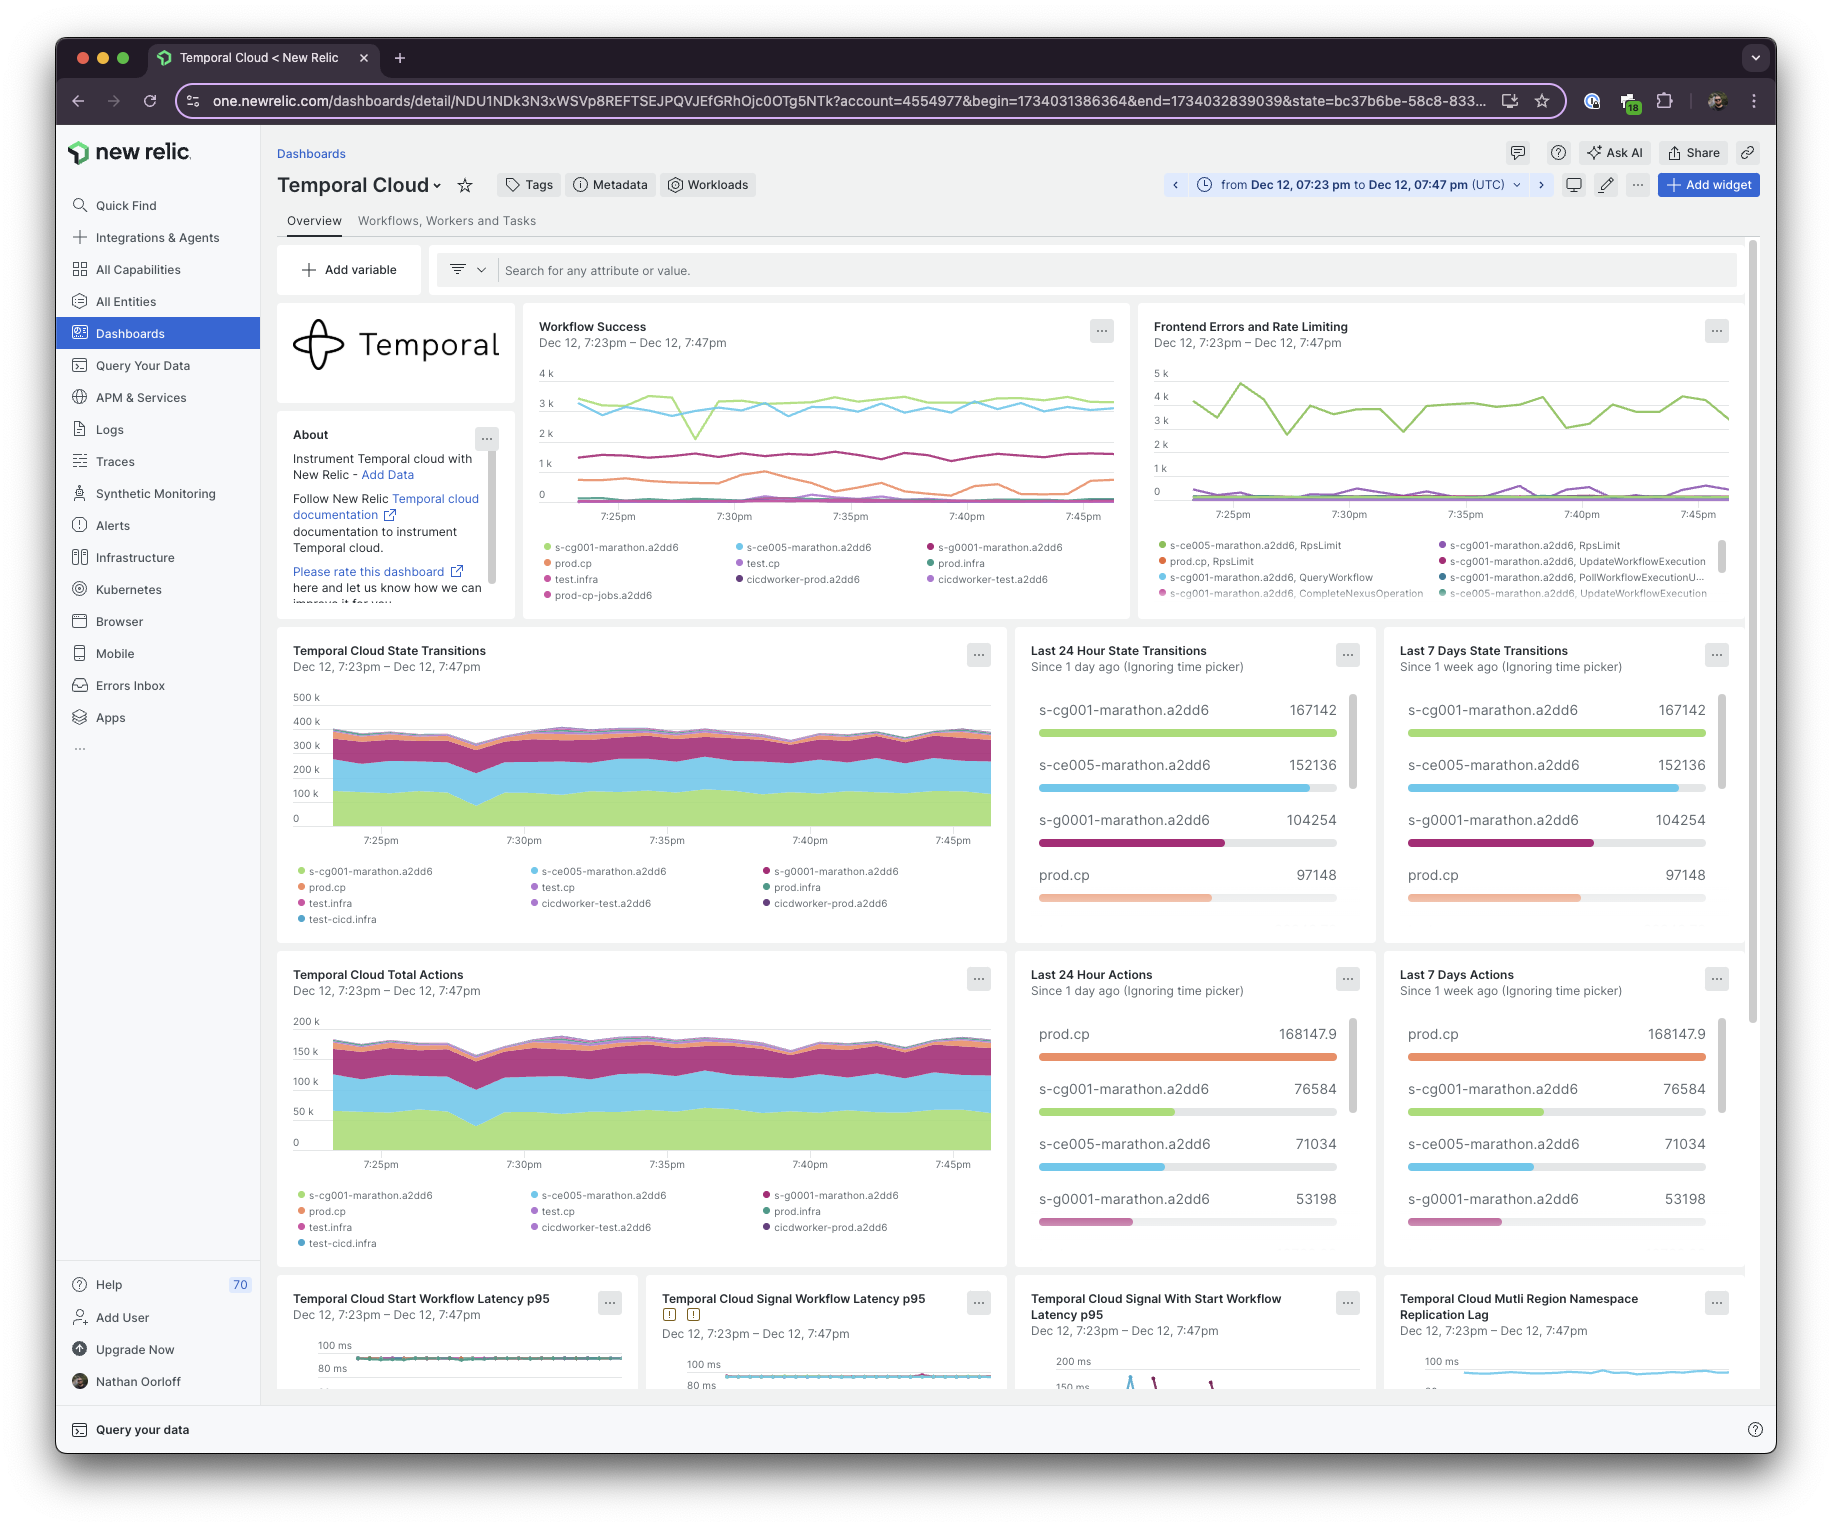 Temporal Cloud < New Relic
one.newrelic.com/dashboards/detail/NDU1NDk3N3xWSVp8REFTSEJPQVJEfGRhOjc0OTg5NTk?account=4554977&begin=1734031386364&end=1734032839039&state=bc37b6be-58c8-833...
18
new relic
Quick Find
Integrations & Agents
All Capabilities
All Entities
Dashboards
Query Your Data
APM & Services
Logs
Traces
Synthetic Monitoring
Alerts
Infrastructure
Kubernetes
Browser
Mobile
Errors Inbox
Apps
...
Help 70
Add User
Upgrade Now
Nathan Oorloff
Query your data
Dashboards
Ask AI
Share
Temporal Cloud
Tags
Metadata
Workloads
from Dec 12, 07:23 pm to Dec 12, 07:47 pm (UTC)
Add widget
Overview
Workflows, Workers and Tasks
Add variable
Search for any attribute or value.
Temporal
About
Instrument Temporal cloud with
New Relic - Add Data
Follow New Relic Temporal cloud
documentation
documentation to instrument
Temporal cloud.
Please rate this dashboard
here and let us know how we can
improve it for you
Workflow Success
Dec 12, 7:23pm – Dec 12, 7:47pm
4 k
3 k
2 k
1 k
0
7:25pm 7:30pm 7:35pm 7:40pm 7:45pm
s-cg001-marathon.a2dd6 s-ce005-marathon.a2dd6 s-g0001-marathon.a2dd6
prod.cp test.cp prod.infra
test.infra cicdworker-prod.a2dd6 cicdworker-test.a2dd6
prod-cp-jobs.a2dd6
Frontend Errors and Rate Limiting
Dec 12, 7:23pm – Dec 12, 7:47pm
5 k
4 k
3 k
2 k
1 k
0
7:25pm 7:30pm 7:35pm 7:40pm 7:45pm
s-ce005-marathon.a2dd6, RpsLimit s-cg001-marathon.a2dd6, RpsLimit
prod.cp, RpsLimit s-cg001-marathon.a2dd6, UpdateWorkflowExecution
s-cg001-marathon.a2dd6, QueryWorkflow s-cg001-marathon.a2dd6, PollWorkflowExecutionU...
s-cg001-marathon.a2dd6, CompleteNexusOperation s-ce005-marathon.a2dd6, UpdateWorkflowExecution
Temporal Cloud State Transitions
Dec 12, 7:23pm – Dec 12, 7:47pm
500 k
400 k
300 k
200 k
100 k
0
7:25pm 7:30pm 7:35pm 7:40pm 7:45pm
s-cg001-marathon.a2dd6 s-ce005-marathon.a2dd6 s-g0001-marathon.a2dd6
prod.cp test.cp prod.infra
test.infra cicdworker-test.a2dd6 cicdworker-prod.a2dd6
test-cicd.infra
Last 24 Hour State Transitions
Since 1 day ago (Ignoring time picker)
s-cg001-marathon.a2dd6 167142
s-ce005-marathon.a2dd6 152136
s-g0001-marathon.a2dd6 104254
prod.cp 97148
Last 7 Days State Transitions
Since 1 week ago (Ignoring time picker)
s-cg001-marathon.a2dd6 167142
s-ce005-marathon.a2dd6 152136
s-g0001-marathon.a2dd6 104254
prod.cp 97148
Temporal Cloud Total Actions
Dec 12, 7:23pm – Dec 12, 7:47pm
200 k
150 k
100 k
50 k
0
7:25pm 7:30pm 7:35pm 7:40pm 7:45pm
s-cg001-marathon.a2dd6 s-ce005-marathon.a2dd6 s-g0001-marathon.a2dd6
prod.cp test.cp prod.infra
test.infra cicdworker-test.a2dd6 cicdworker-prod.a2dd6
test-cicd.infra
Last 24 Hour Actions
Since 1 day ago (Ignoring time picker)
prod.cp 168147.9
s-cg001-marathon.a2dd6 76584
s-ce005-marathon.a2dd6 71034
s-g0001-marathon.a2dd6 53198
Last 7 Days Actions
Since 1 week ago (Ignoring time picker)
prod.cp 168147.9
s-cg001-marathon.a2dd6 76584
s-ce005-marathon.a2dd6 71034
s-g0001-marathon.a2dd6 53198
Temporal Cloud Start Workflow Latency p95
Dec 12, 7:23pm – Dec 12, 7:47pm
100 ms
80 ms
Temporal Cloud Signal Workflow Latency p95
Dec 12, 7:23pm – Dec 12, 7:47pm
100 ms
80 ms
Temporal Cloud Signal With Start Workflow
Latency p95
Dec 12, 7:23pm – Dec 12, 7:47pm
200 ms
150 ms
Temporal Cloud Mutli Region Namespace
Replication Lag
Dec 12, 7:23pm – Dec 12, 7:47pm
100 ms